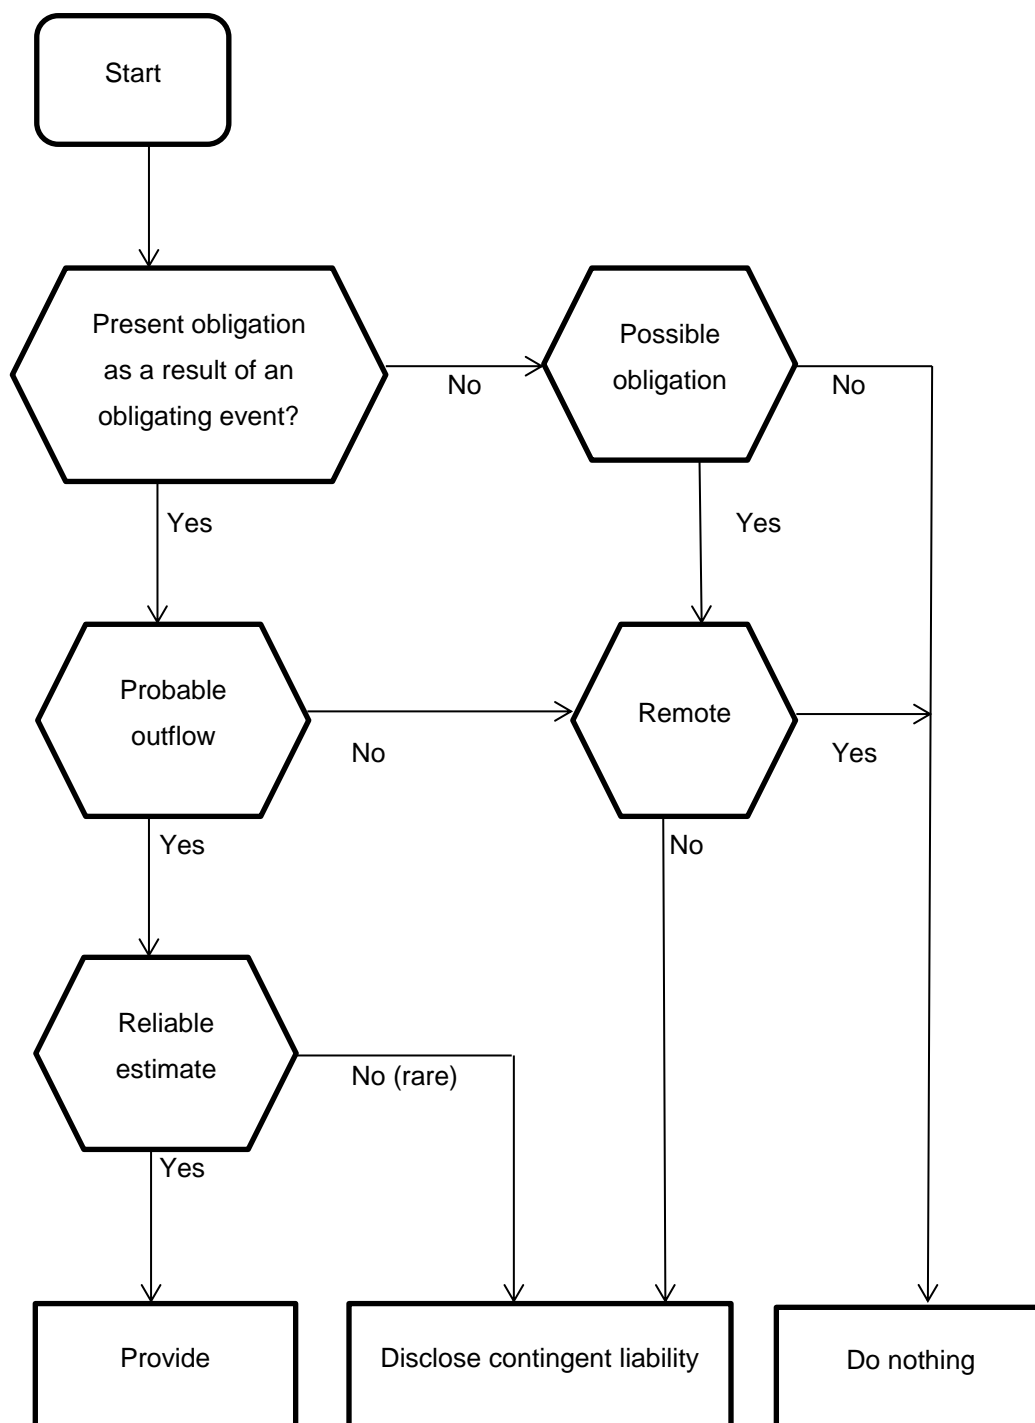 Start
Present obligation
as a result of an
obligating event?
No
Possible
obligation
No
Yes
Yes
Probable
outflow
No
Remote
Yes
Yes
No
Reliable
estimate
No (rare)
Yes
Provide
Disclose contingent liability
Do nothing